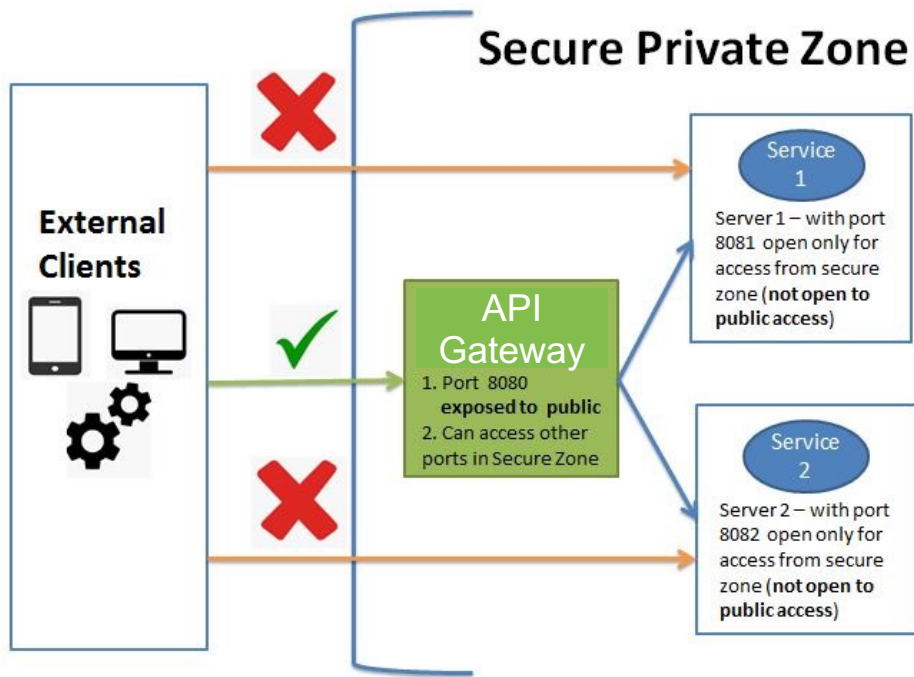 Secure Private Zone
External
Clients
API
Gateway
1. Port 8080
exposed to public
2. Can access other
ports in Secure Zone
Service
1
Server 1 – with port
8081 open only for
access from secure
zone (not open to
public access)
Service
2
Server 2 – with port
8082 open only for
access from secure
zone (not open to
public access)